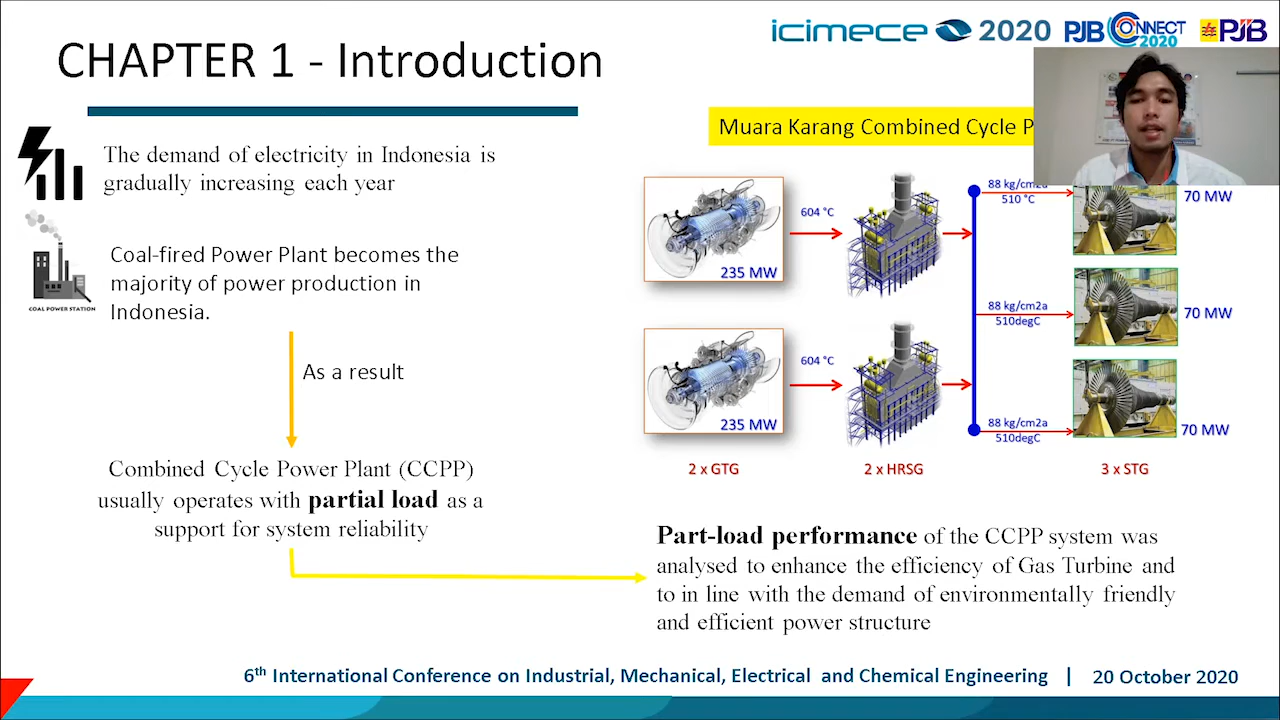 icimece 2020 PJB CONNECT 2020 PJB
CHAPTER 1 - Introduction
Muara Karang Combined Cycle P
The demand of electricity in Indonesia is
gradually increasing each year
COAL POWER STATION
Coal-fired Power Plant becomes the
majority of power production in
Indonesia.
As a result
Combined Cycle Power Plant (CCPP)
usually operates with partial load as a
support for system reliability
235 MW
604 °C
88 kg/cm2a
510 °C
70 MW
88 kg/cm2a
510degC
70 MW
235 MW
604 °C
88 kg/cm2a
510degC
70 MW
2 x GTG
2 x HRSG
3 x STG
Part-load performance of the CCPP system was
analysed to enhance the efficiency of Gas Turbine and
to in line with the demand of environmentally friendly
and efficient power structure
6th International Conference on Industrial, Mechanical, Electrical and Chemical Engineering | 20 October 2020